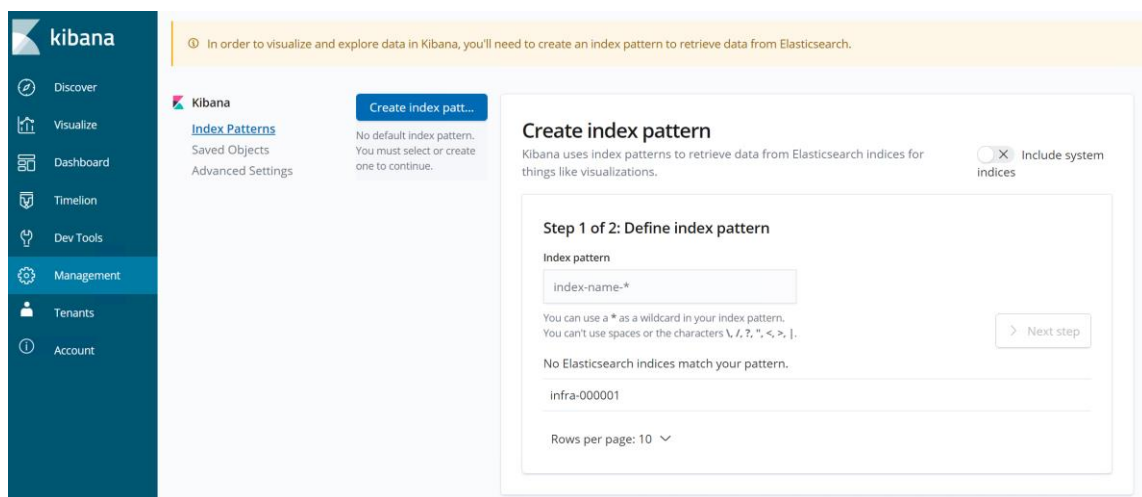 kibana
Discover
Visualize
Dashboard
Timelion
Dev Tools
Management
Tenants
Account
In order to visualize and explore data in Kibana, you'll need to create an index pattern to retrieve data from Elasticsearch.
Kibana
Index Patterns
Saved Objects
Advanced Settings
Create index patt...
No default index pattern.
You must select or create
one to continue.
Create index pattern
Kibana uses index patterns to retrieve data from Elasticsearch indices for
things like visualizations.
Include system
indices
Step 1 of 2: Define index pattern
Index pattern
index-name-*
You can use a * as a wildcard in your index pattern.
You can't use spaces or the characters \, /, ?, ", <, >, |.
Next step
No Elasticsearch indices match your pattern.
infra-000001
Rows per page: 10